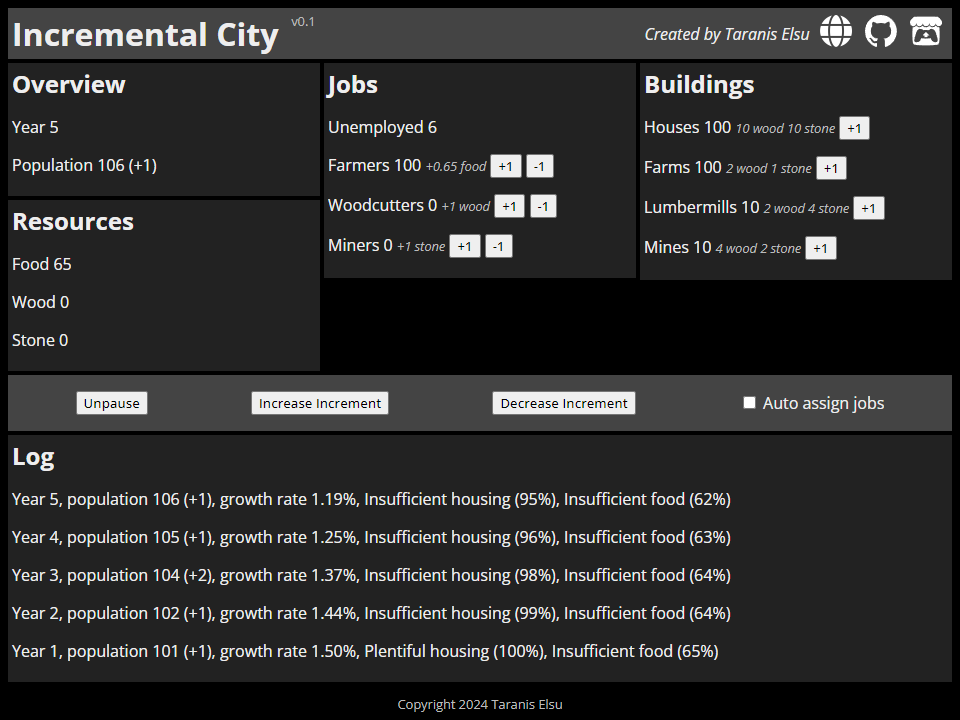 Incremental City v0.1
Created by Taranis Elsu
Overview
Year 5
Population 106 (+1)
Resources
Food 65
Wood 0
Stone 0
Jobs
Unemployed 6
Farmers 100 +0.65 food +1 -1
Woodcutters 0 +1 wood +1 -1
Miners 0 +1 stone +1 -1
Buildings
Houses 100 10 wood 10 stone +1
Farms 100 2 wood 1 stone +1
Lumbermills 10 2 wood 4 stone +1
Mines 10 4 wood 2 stone +1
Unpause Increase Increment Decrease Increment Auto assign jobs
Log
Year 5, population 106 (+1), growth rate 1.19%, Insufficient housing (95%), Insufficient food (62%)
Year 4, population 105 (+1), growth rate 1.25%, Insufficient housing (96%), Insufficient food (63%)
Year 3, population 104 (+2), growth rate 1.37%, Insufficient housing (98%), Insufficient food (64%)
Year 2, population 102 (+1), growth rate 1.44%, Insufficient housing (99%), Insufficient food (64%)
Year 1, population 101 (+1), growth rate 1.50%, Plentiful housing (100%), Insufficient food (65%)
Copyright 2024 Taranis Elsu